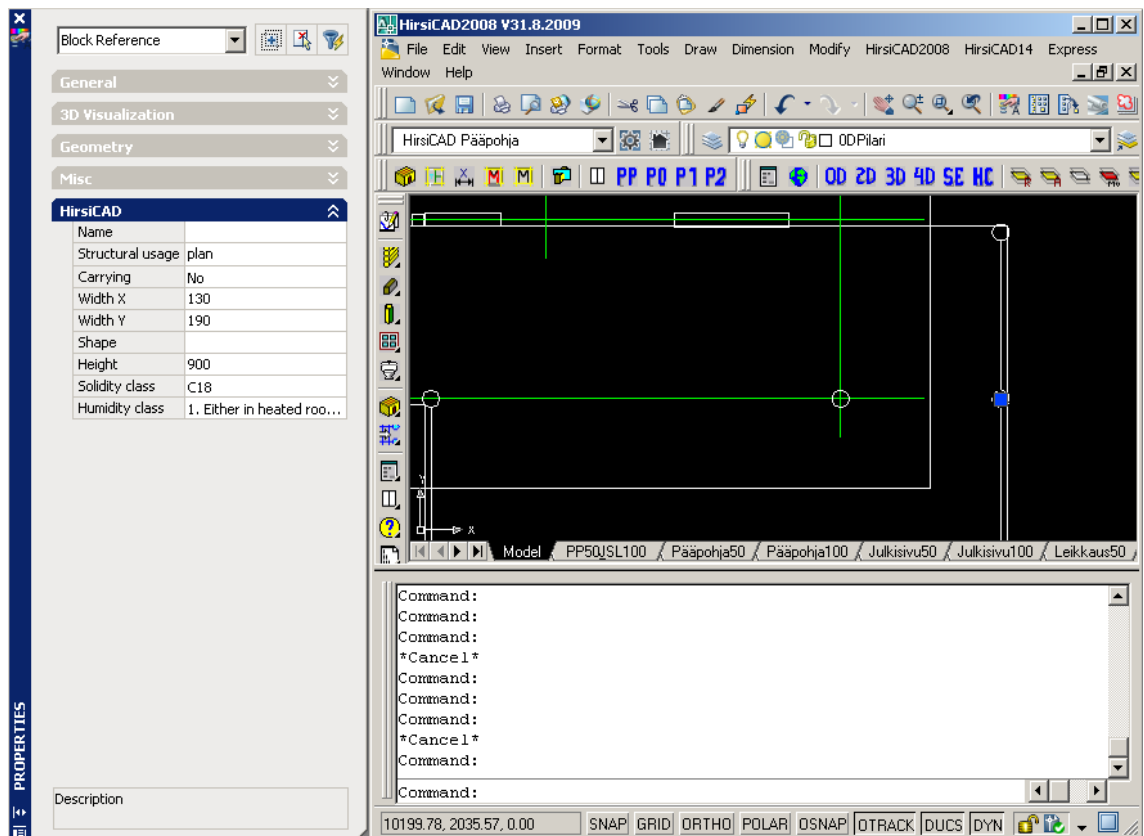 HirsiCAD2008 V31.8.2009
Block Reference
File Edit View Insert Format Tools Draw Dimension Modify HirsiCAD2008 HirsiCAD14 Express
Window Help
General
3D Visualization
Geometry
Misc
HirsiCAD
Name
Structural usage plan
Carrying No
Width X 130
Width Y 190
Shape
Height 900
Solidity class C18
Humidity class 1. Either in heated roo...
HirsiCAD Pääpohja 0DPilari
M M PP P0 P1 P2 0D 2D 3D 4D SE HC
Y
X
Model PP50JSL100 Pääpohja50 Pääpohja100 Julkisivu50 Julkisivu100 Leikkaus50
Command:
Command:
Command:
*Cancel*
Command:
Command:
Command:
*Cancel*
Command:
Command:
PROPERTIES
Description
10199.78, 2035.57, 0.00 SNAP GRID ORTHO POLAR OSNAP OTRACK DUCS DYN